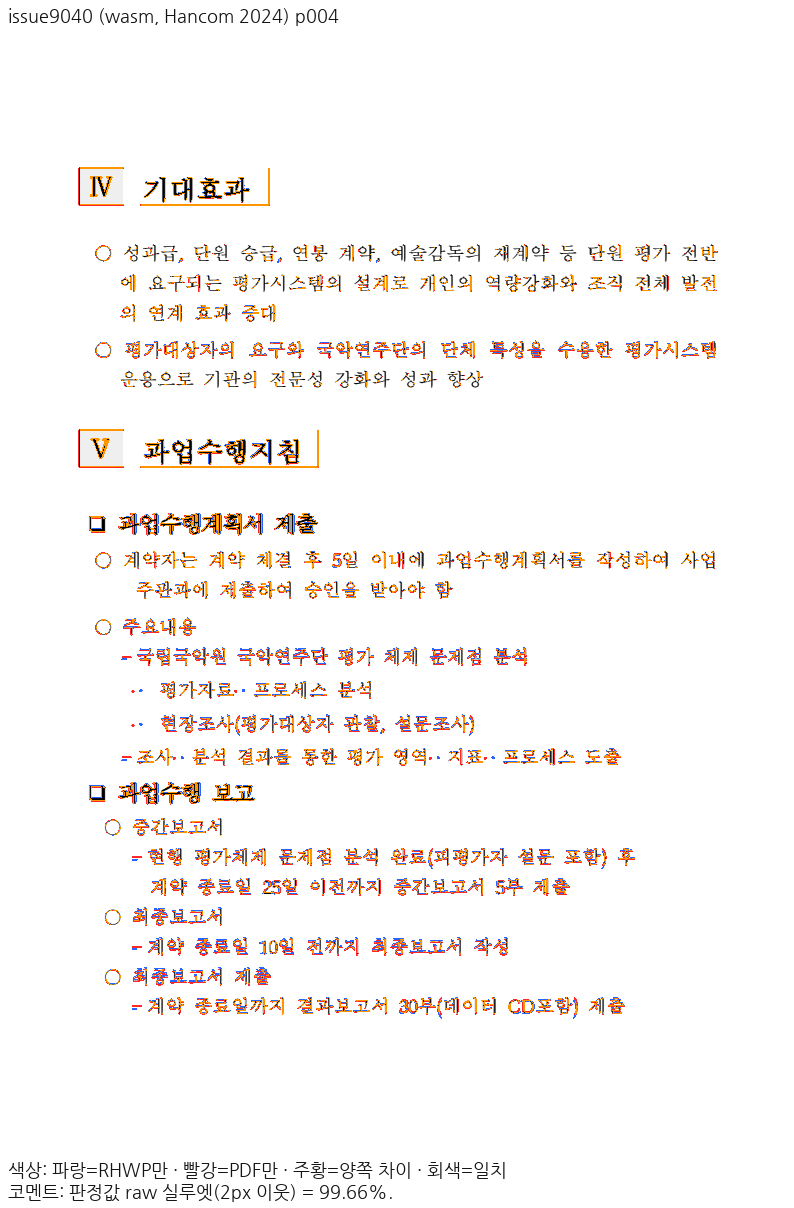 issue9040 (wasm, Hancom 2024) p004
Ⅳ 기대효과
○ 성과급, 단원 승급, 연봉 계약, 예술감독의 재계약 등 단원 평가 전반
에 요구되는 평가시스템의 설계로 개인의 역량강화와 조직 전체 발전
의 연계 효과 증대
○ 평가대상자의 요구와 국악연주단의 단체 특성을 수용한 평가시스템
운용으로 기관의 전문성 강화와 성과 향상
Ⅴ 과업수행지침
❏ 과업수행계획서 제출
○ 계약자는 계약 체결 후 5일 이내에 과업수행계획서를 작성하여 사업
주관과에 제출하여 승인을 받아야 함
○ 주요내용
- 국립국악원 국악연주단 평가 체제 문제점 분석
·· 평가자료·· 프로세스 분석
·· 현장조사(평가대상자 관찰, 설문조사)
- 조사·· 분석 결과를 통한 평가 영역·· 지표·· 프로세스 도출
❏ 과업수행 보고
○ 중간보고서
- 현행 평가체제 문제점 분석 완료(피평가자 설문 포함) 후
계약 종료일 25일 이전까지 중간보고서 5부 제출
○ 최종보고서
- 계약 종료일 10일 전까지 최종보고서 작성
○ 최종보고서 제출
- 계약 종료일까지 결과보고서 30부(데이터 CD포함) 제출
색상: 파랑=RHWP만 · 빨강=PDF만 · 주황=양쪽 차이 · 회색=일치
코멘트: 판정값 raw 실루엣(2px 이웃) = 99.66%.